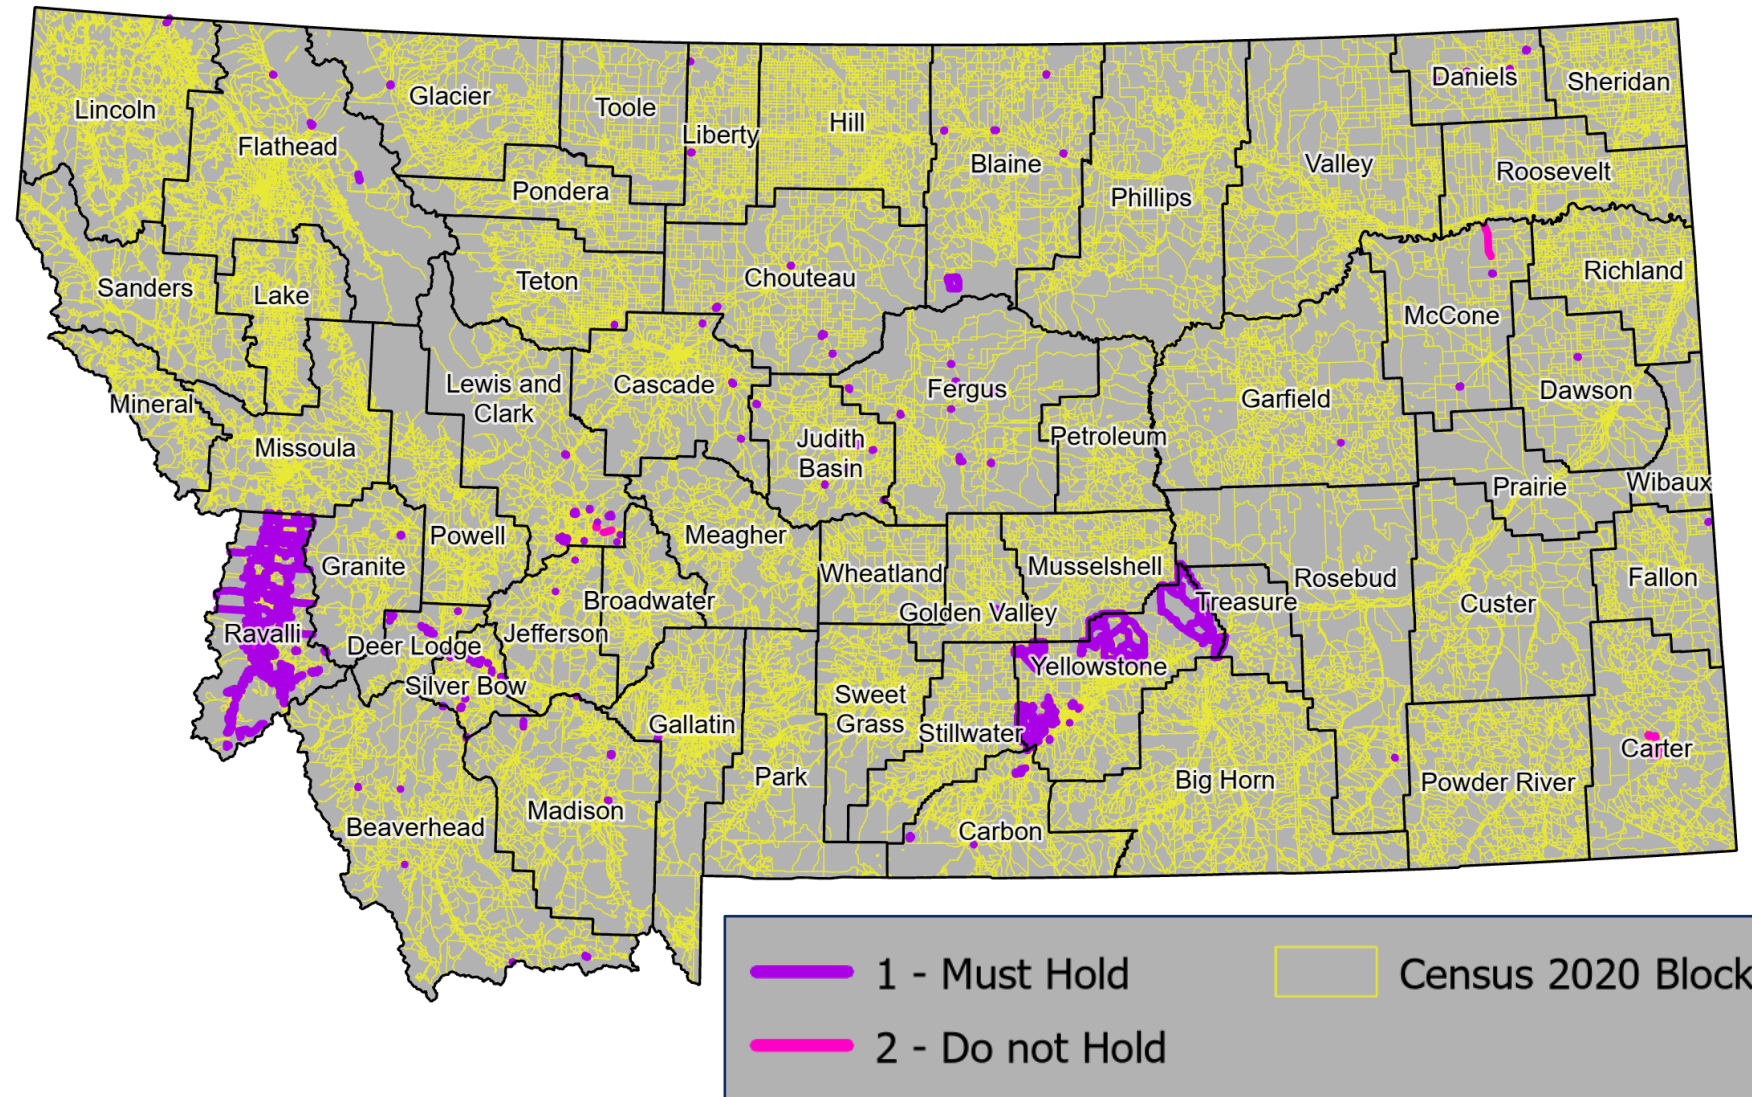 Daniels
Sheridan
Glacier
Lincoln
Toole
Hill
Liberty
Flathead
Blaine
Valley
Roosevelt
Pondera
Phillips
Sanders
Lake
Teton
Chouteau
Richland
McCone
Lewis and
Clark
Cascade
Fergus
Garfield
Dawson
Mineral
Missoula
Judith
Basin
Petroleum
Prairie
Wibaux
Powell
Meagher
Granite
Wheatland
Musselshell
Rosebud
Fallon
Broadwater
Golden Valley
Treasure
Custer
Ravalli
Deer Lodge
Jefferson
Silver Bow
Yellowstone
Sweet
Grass
Gallatin
Stillwater
Carter
Park
Big Horn
Powder River
Madison
Beaverhead
Carbon
1 - Must Hold
Census 2020 Block
2 - Do not Hold